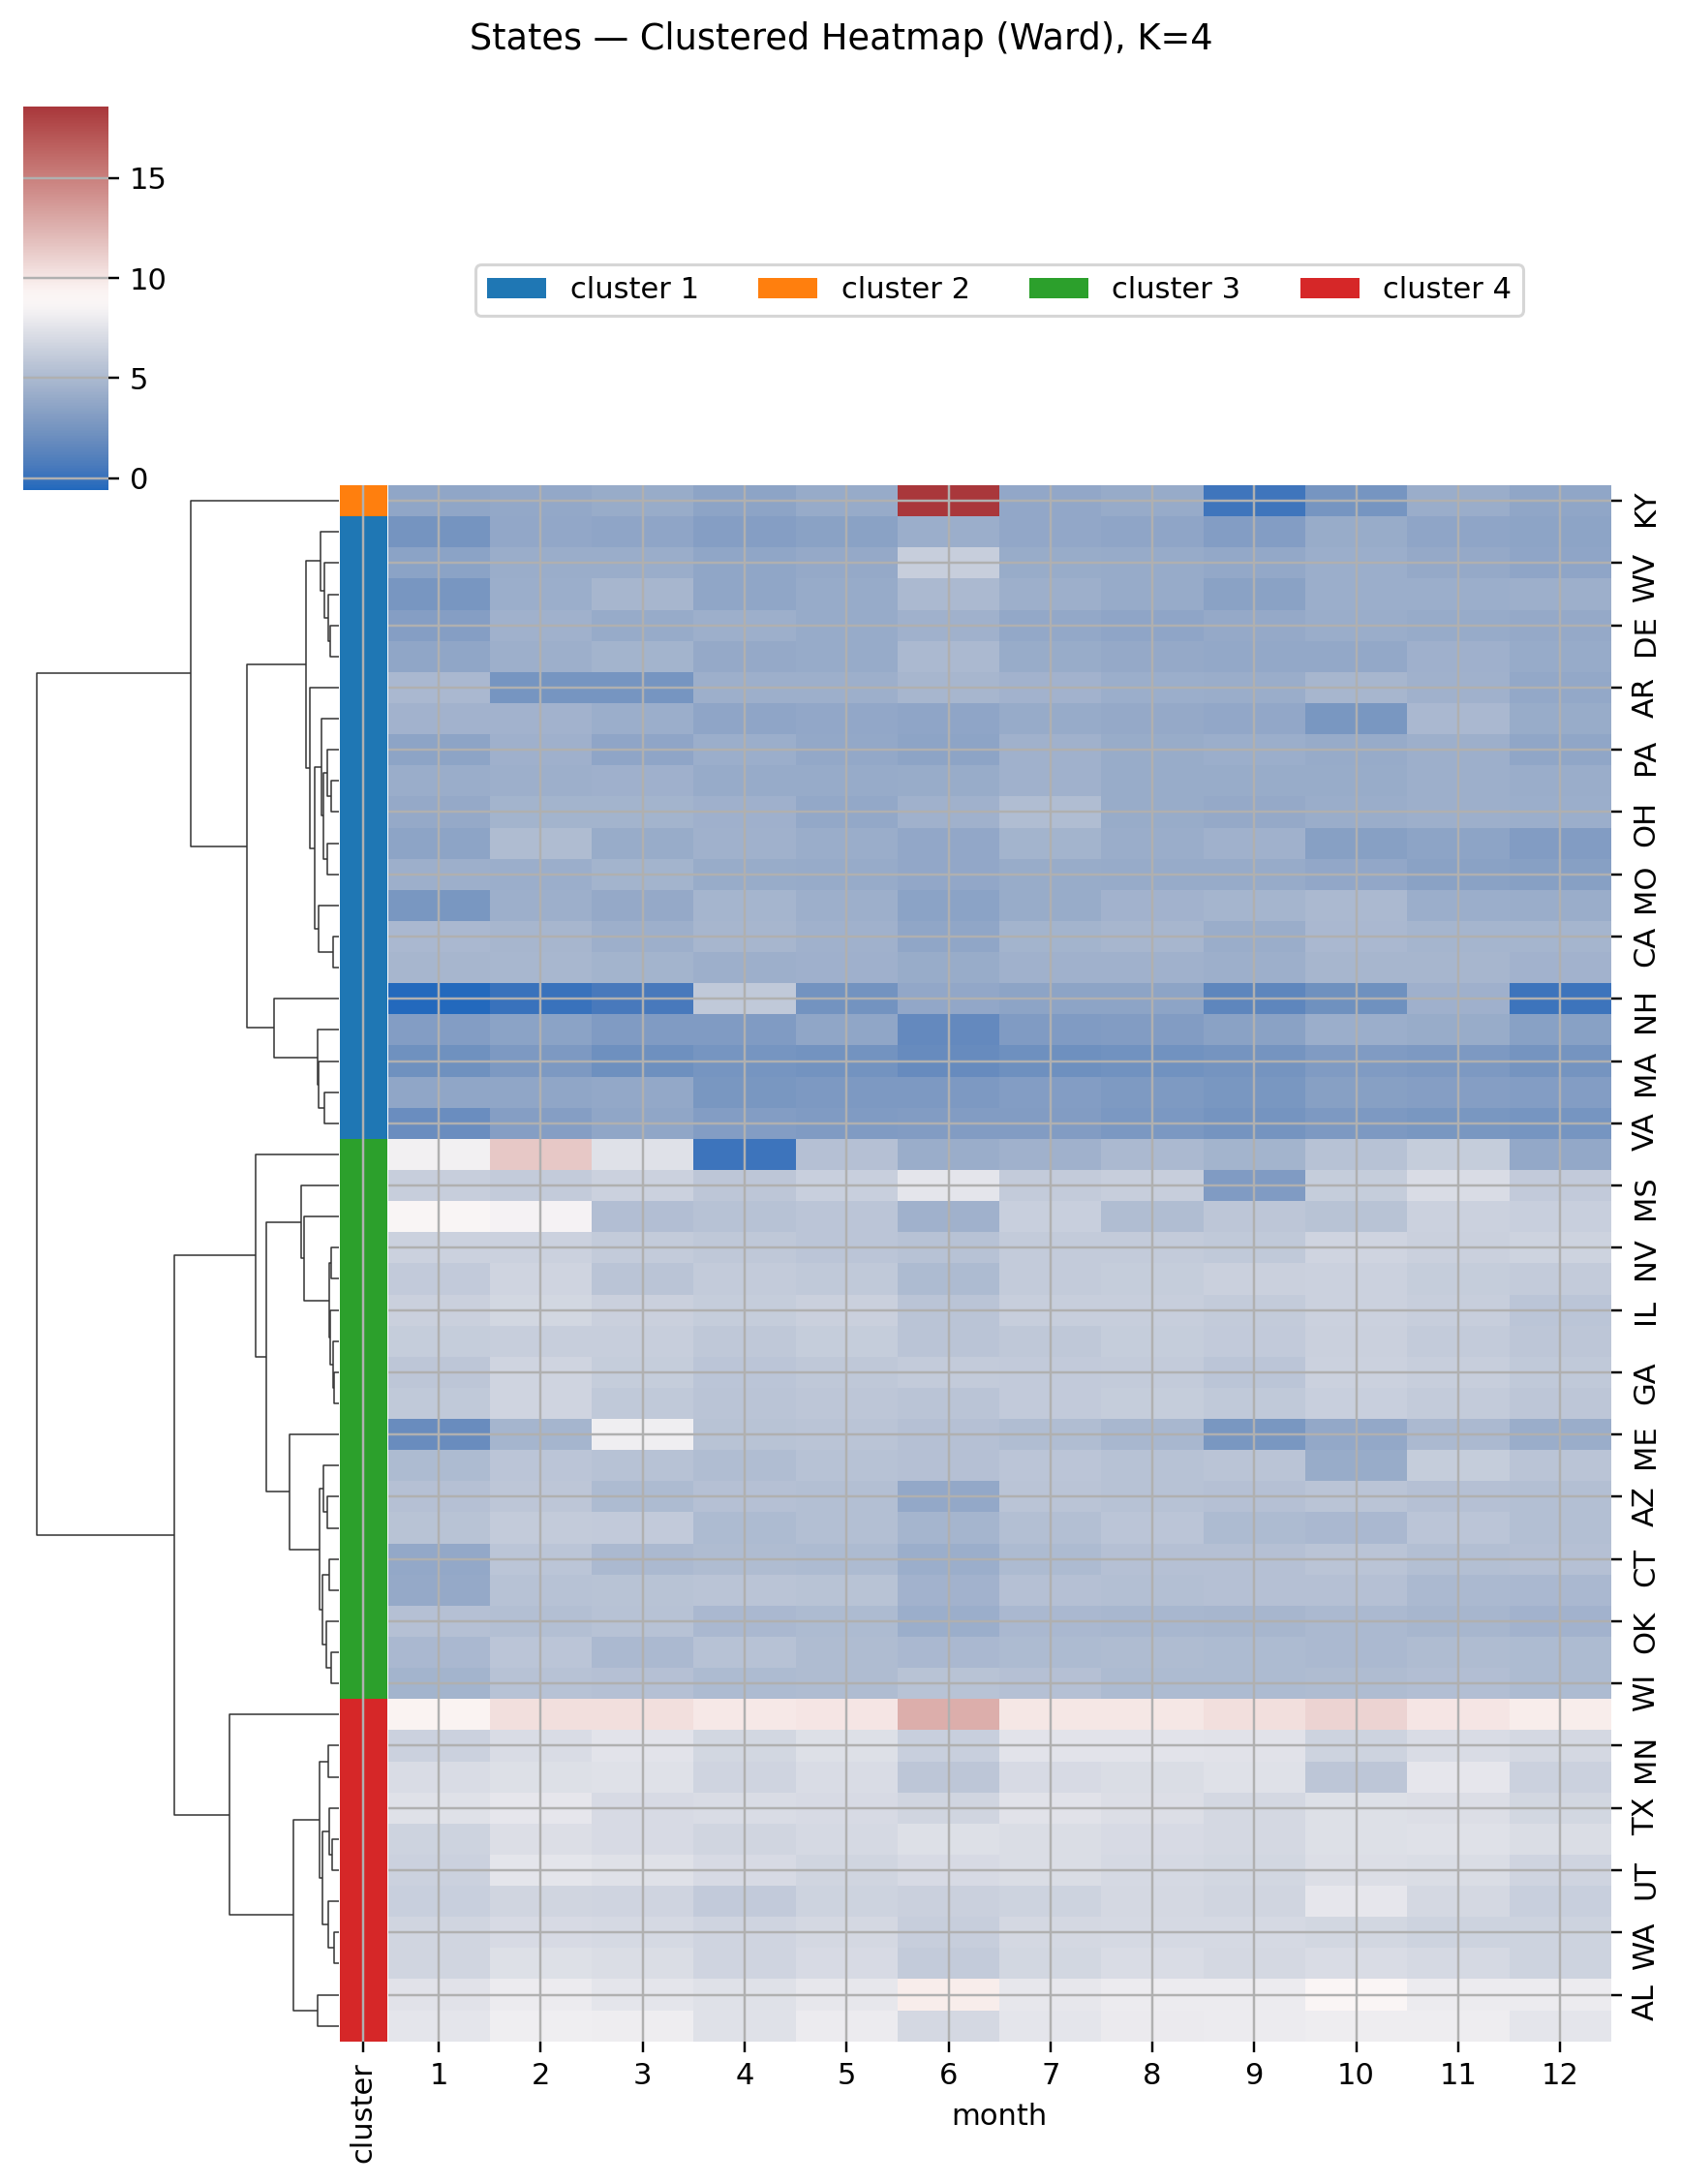 States — Clustered Heatmap (Ward), K=4
15
10
5
0
cluster 1 cluster 2 cluster 3 cluster 4
KY
WV
DE
AR
PA
OH
MO
CA
NH
MA
VA
MS
NV
IL
GA
ME
AZ
CT
OK
WI
MN
TX
UT
WA
AL
cluster 1 2 3 4 5 6 7 8 9 10 11 12
month